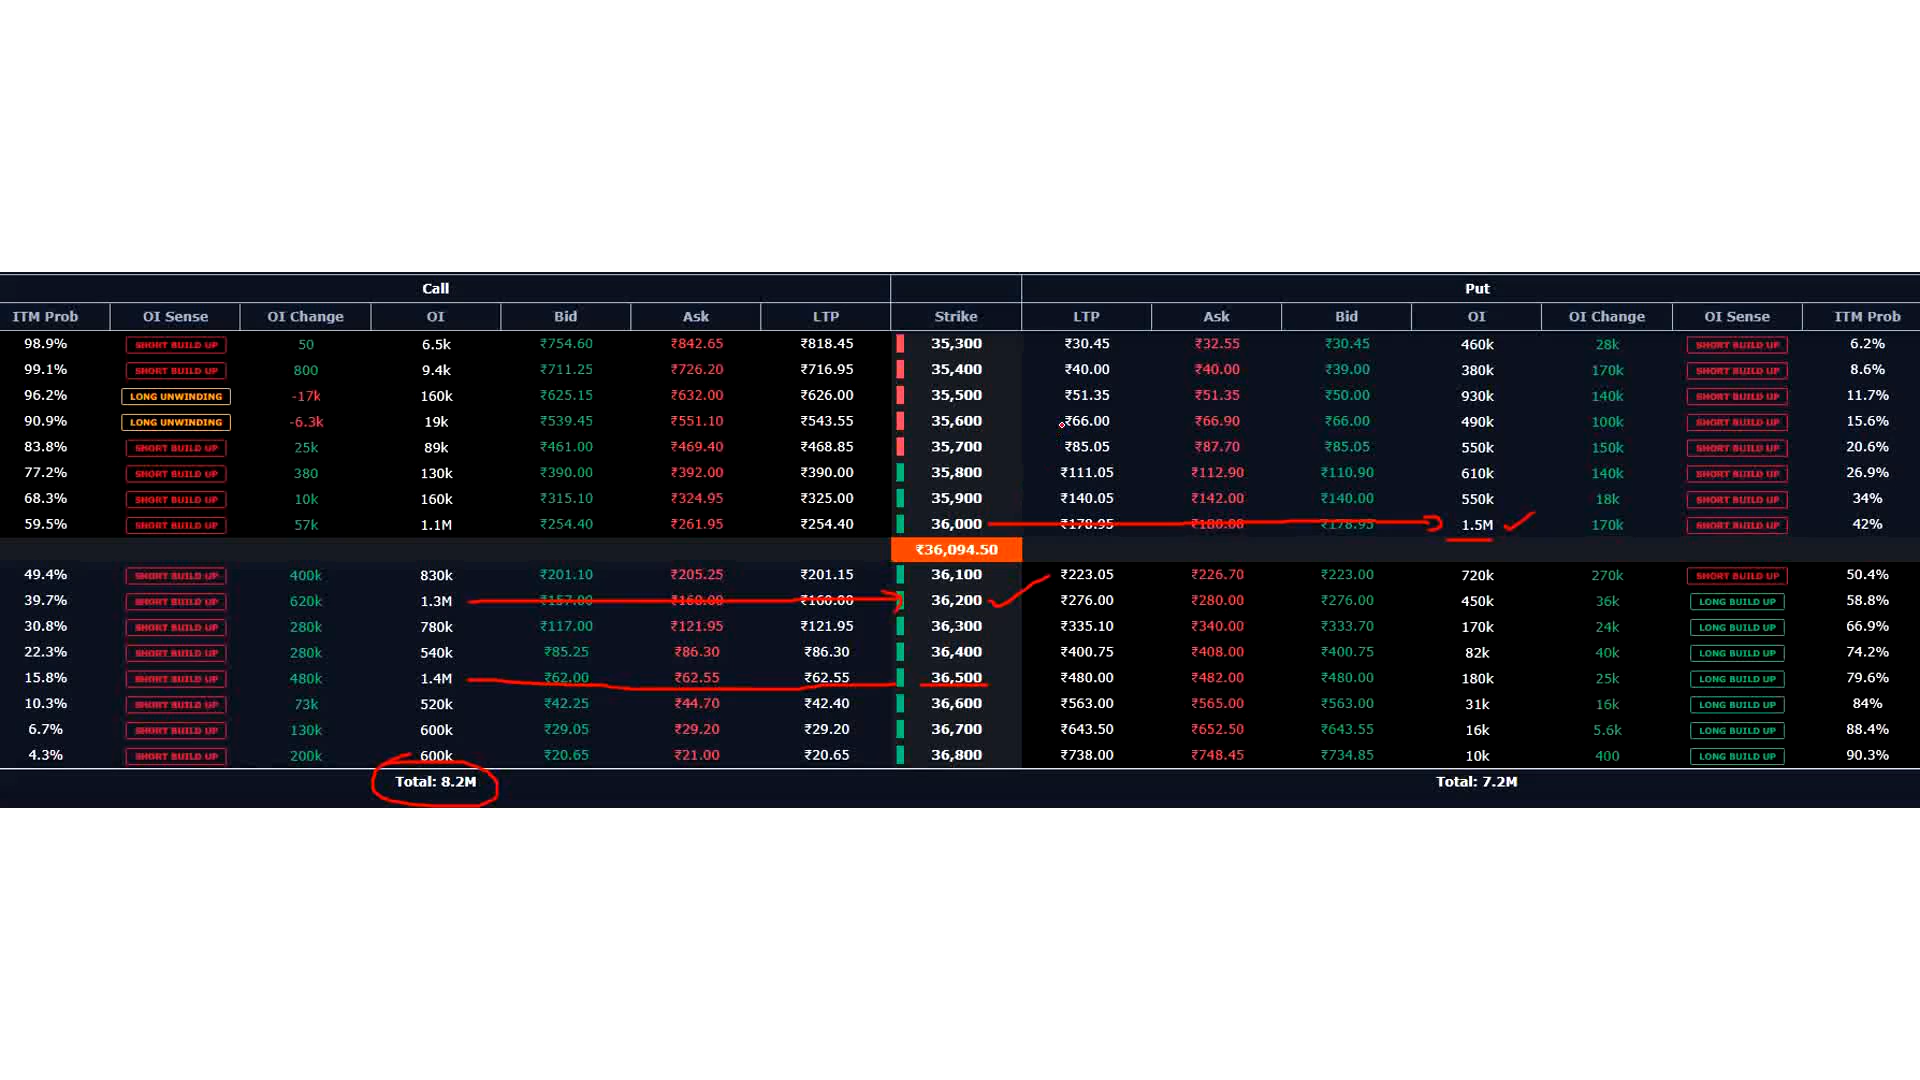 Call Put
ITM Prob OI Sense OI Change OI Bid Ask LTP Strike LTP Ask Bid OI OI Change OI Sense ITM Prob
98.9% SHORT BUILD UP 50 6.5k ₹754.60 ₹842.65 ₹818.45 35,300 ₹30.45 ₹32.55 ₹30.45 460k 28k SHORT BUILD UP 6.2%
99.1% SHORT BUILD UP 800 9.4k ₹711.25 ₹726.20 ₹716.95 35,400 ₹40.00 ₹40.00 ₹39.00 380k 170k SHORT BUILD UP 8.6%
96.2% LONG UNWINDING -17k 160k ₹625.15 ₹632.00 ₹626.00 35,500 ₹51.35 ₹51.35 ₹50.00 930k 140k SHORT BUILD UP 11.7%
90.9% LONG UNWINDING -6.3k 19k ₹539.45 ₹551.10 ₹543.55 35,600 ₹66.00 ₹66.90 ₹66.00 490k 100k SHORT BUILD UP 15.6%
83.8% SHORT BUILD UP 25k 89k ₹461.00 ₹469.40 ₹468.85 35,700 ₹85.05 ₹87.70 ₹85.05 550k 150k SHORT BUILD UP 20.6%
77.2% SHORT BUILD UP 380 130k ₹390.00 ₹392.00 ₹390.00 35,800 ₹111.05 ₹112.90 ₹110.90 610k 140k SHORT BUILD UP 26.9%
68.3% SHORT BUILD UP 10k 160k ₹315.10 ₹324.95 ₹325.00 35,900 ₹140.05 ₹142.00 ₹140.00 550k 18k SHORT BUILD UP 34%
59.5% SHORT BUILD UP 57k 1.1M ₹254.40 ₹261.95 ₹254.40 36,000 ₹178.95 ₹180.00 ₹178.95 1.5M 170k SHORT BUILD UP 42%
₹36,094.50
49.4% SHORT BUILD UP 400k 830k ₹201.10 ₹205.25 ₹201.15 36,100 ₹223.05 ₹226.70 ₹223.00 720k 270k SHORT BUILD UP 50.4%
39.7% SHORT BUILD UP 620k 1.3M ₹157.00 ₹160.00 ₹160.00 36,200 ₹276.00 ₹280.00 ₹276.00 450k 36k LONG BUILD UP 58.8%
30.8% SHORT BUILD UP 280k 780k ₹117.00 ₹121.95 ₹121.95 36,300 ₹335.10 ₹340.00 ₹333.70 170k 24k LONG BUILD UP 66.9%
22.3% SHORT BUILD UP 280k 540k ₹85.25 ₹86.30 ₹86.30 36,400 ₹400.75 ₹408.00 ₹400.75 82k 40k LONG BUILD UP 74.2%
15.8% SHORT BUILD UP 480k 1.4M ₹62.00 ₹62.55 ₹62.55 36,500 ₹480.00 ₹482.00 ₹480.00 180k 25k LONG BUILD UP 79.6%
10.3% SHORT BUILD UP 73k 520k ₹42.25 ₹44.70 ₹42.40 36,600 ₹563.00 ₹565.00 ₹563.00 31k 16k LONG BUILD UP 84%
6.7% SHORT BUILD UP 130k 600k ₹29.05 ₹29.20 ₹29.20 36,700 ₹643.50 ₹652.50 ₹643.55 16k 5.6k LONG BUILD UP 88.4%
4.3% SHORT BUILD UP 200k 600k ₹20.65 ₹21.00 ₹20.65 36,800 ₹738.00 ₹748.45 ₹734.85 10k 400 LONG BUILD UP 90.3%
Total: 8.2M Total: 7.2M